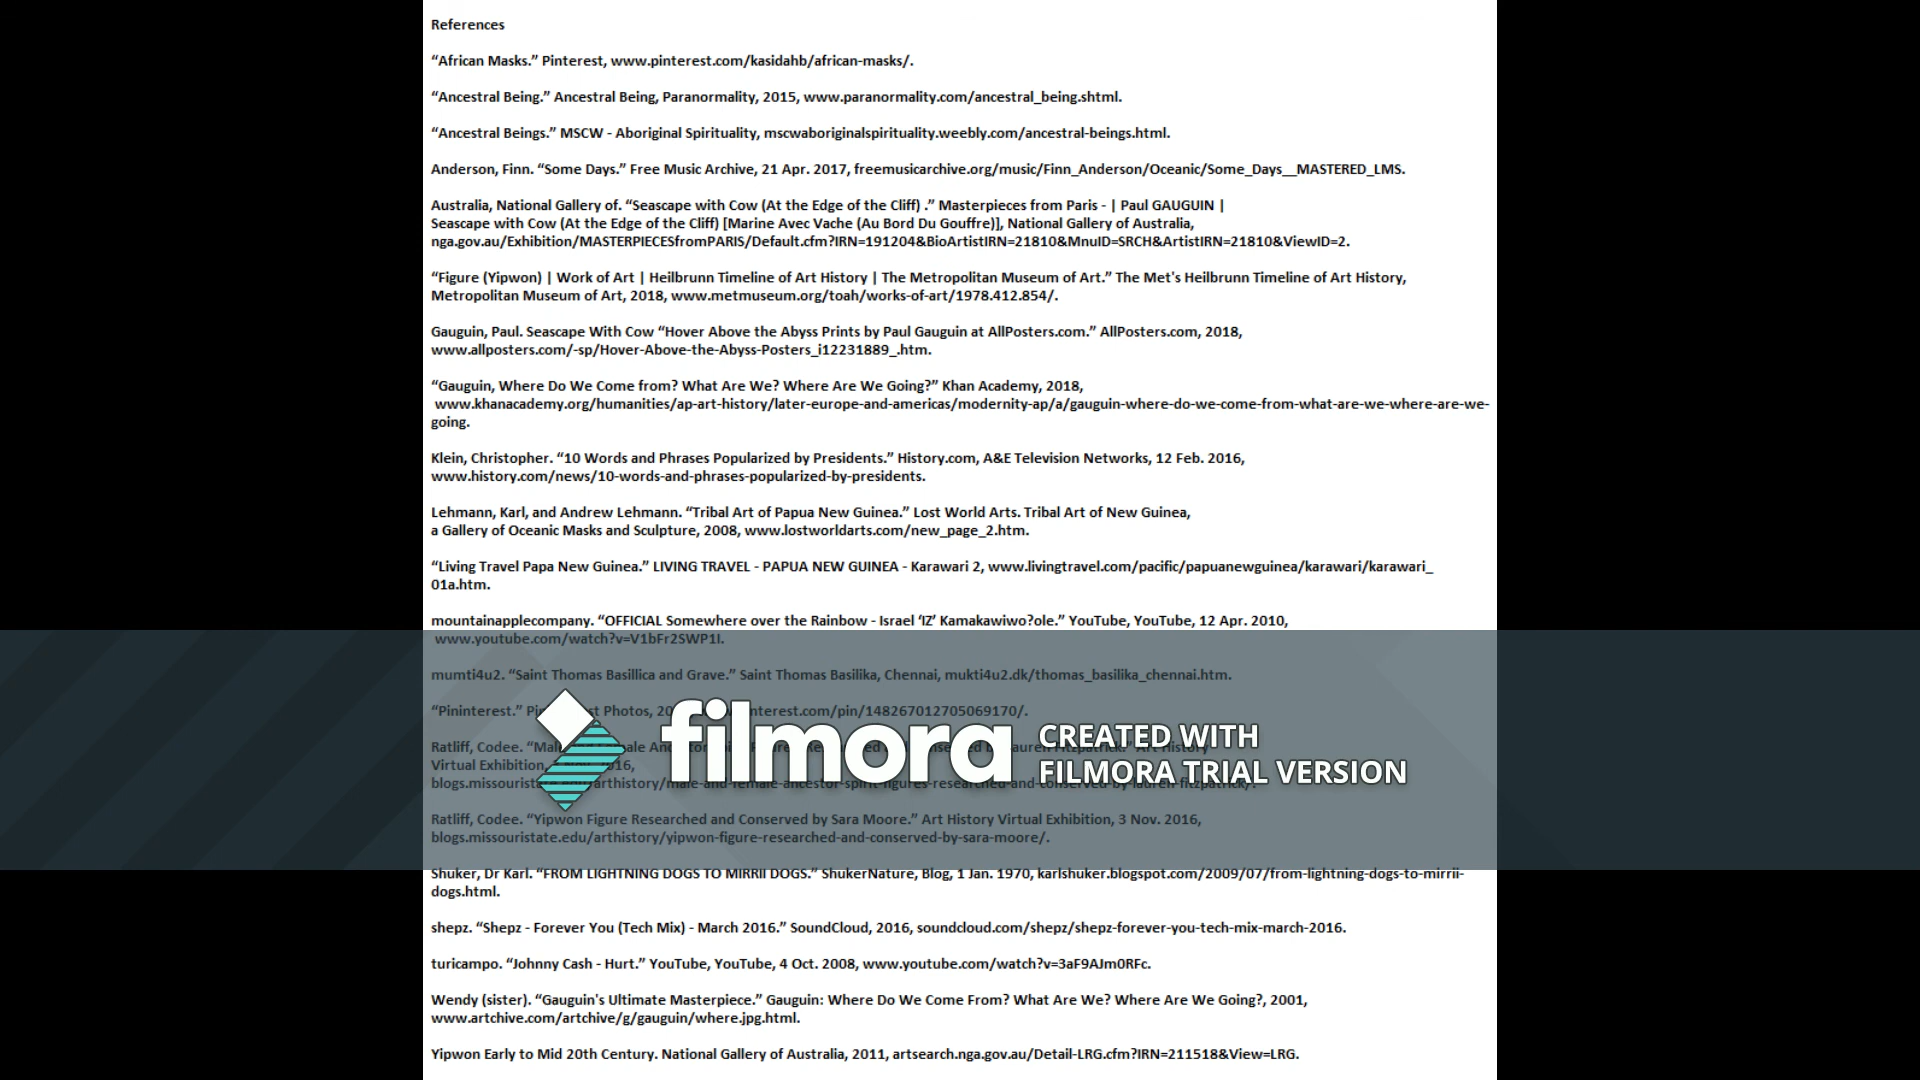 References
“African Masks.” Pinterest, www.pinterest.com/kasidahb/african-masks/.
“Ancestral Being.” Ancestral Being, Paranormality, 2015, www.paranormality.com/ancestral_being.shtml.
“Ancestral Beings.” MSCW - Aboriginal Spirituality, mscwaboriginalspirituality.weebly.com/ancestral-beings.html.
Anderson, Finn. “Some Days.” Free Music Archive, 21 Apr. 2017, freemusicarchive.org/music/Finn_Anderson/Oceanic/Some_Days__MASTERED_LMS.
Australia, National Gallery of. “Seascape with Cow (At the Edge of the Cliff) .” Masterpieces from Paris - | Paul GAUGUIN |
Seascape with Cow (At the Edge of the Cliff) [Marine Avec Vache (Au Bord Du Gouffre)], National Gallery of Australia,
nga.gov.au/Exhibition/MASTERPIECESfromPARIS/Default.cfm?IRN=191204&BioArtistIRN=21810&MnuID=SRCH&ArtistIRN=21810&ViewID=2.
“Figure (Yipwon) | Work of Art | Heilbrunn Timeline of Art History | The Metropolitan Museum of Art.” The Met's Heilbrunn Timeline of Art History,
Metropolitan Museum of Art, 2018, www.metmuseum.org/toah/works-of-art/1978.412.854/.
Gauguin, Paul. Seascape With Cow “Hover Above the Abyss Prints by Paul Gauguin at AllPosters.com.” AllPosters.com, 2018,
www.allposters.com/-sp/Hover-Above-the-Abyss-Posters_i12231889_.htm.
“Gauguin, Where Do We Come from? What Are We? Where Are We Going?” Khan Academy, 2018,
www.khanacademy.org/humanities/ap-art-history/later-europe-and-americas/modernity-ap/a/gauguin-where-do-we-come-from-what-are-we-where-are-we-
going.
Klein, Christopher. “10 Words and Phrases Popularized by Presidents.” History.com, A&E Television Networks, 12 Feb. 2016,
www.history.com/news/10-words-and-phrases-popularized-by-presidents.
Lehmann, Karl, and Andrew Lehmann. “Tribal Art of Papua New Guinea.” Lost World Arts. Tribal Art of New Guinea,
a Gallery of Oceanic Masks and Sculpture, 2008, www.lostworldarts.com/new_page_2.htm.
“Living Travel Papa New Guinea.” LIVING TRAVEL - PAPUA NEW GUINEA - Karawari 2, www.livingtravel.com/pacific/papuanewguinea/karawari/karawari_
01a.htm.
mountainapplecompany. “OFFICIAL Somewhere over the Rainbow - Israel ‘IZ’ Kamakawiwo?ole.” YouTube, YouTube, 12 Apr. 2010,
www.youtube.com/watch?v=V1bFr2SWP1I.
mumti4u2. “Saint Thomas Basillica and Grave.” Saint Thomas Basilika, Chennai, mukti4u2.dk/thomas_basilika_chennai.htm.
“Pininterest.” Photos, /pin/148267012705069170/.
Ratliff, Codee. Art History
Virtual Exhibition,
blogs.missouristate.edu/arthistory/male-and-female-ancestor-spirit-figures-researched-and-conserved-by-lauren-fitzpatrick/.
filmora
CREATED WITH
FILMORA TRIAL VERSION
Ratliff, Codee. “Yipwon Figure Researched and Conserved by Sara Moore.” Art History Virtual Exhibition, 3 Nov. 2016,
blogs.missouristate.edu/arthistory/yipwon-figure-researched-and-conserved-by-sara-moore/.
Shuker, Dr Karl. “FROM LIGHTNING DOGS TO MIRRII DOGS.” ShukerNature, Blog, 1 Jan. 1970, karlshuker.blogspot.com/2009/07/from-lightning-dogs-to-mirrii-
dogs.html.
shepz. “Shepz - Forever You (Tech Mix) - March 2016.” SoundCloud, 2016, soundcloud.com/shepz/shepz-forever-you-tech-mix-march-2016.
turicampo. “Johnny Cash - Hurt.” YouTube, YouTube, 4 Oct. 2008, www.youtube.com/watch?v=3aF9AJm0RFc.
Wendy (sister). “Gauguin's Ultimate Masterpiece.” Gauguin: Where Do We Come From? What Are We? Where Are We Going?, 2001,
www.artchive.com/artchive/g/gauguin/where.jpg.html.
Yipwon Early to Mid 20th Century. National Gallery of Australia, 2011, artsearch.nga.gov.au/Detail-LRG.cfm?IRN=211518&View=LRG.